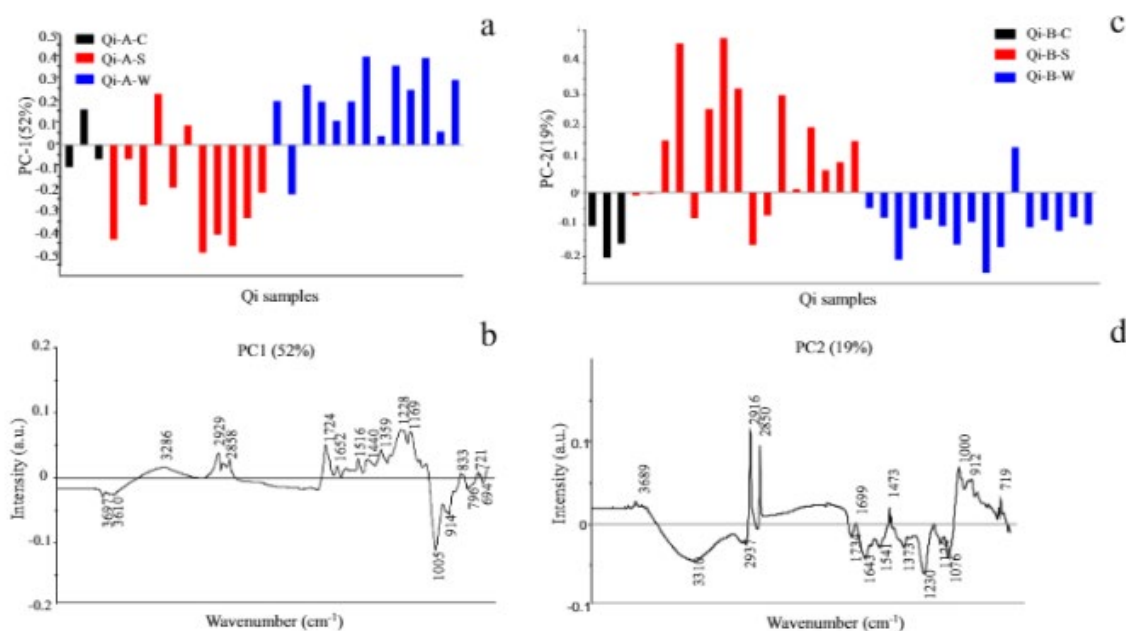 a
0.5
0.4
0.3
0.2
0.1
0
-0.1
-0.2
-0.3
-0.4
-0.5
PC-1(52%)
Qi-A-C
Qi-A-S
Qi-A-W
Qi samples
c
0.4
0.3
0.2
0.1
0
-0.1
-0.2
PC-2(19%)
Qi-B-C
Qi-B-S
Qi-B-W
Qi samples
b
PC1 (52%)
0.2
0.1
0
-0.1
-0.2
Intensity (a.u.)
3697
3610
3286
2929
2858
1724
1652
1516
1440
1359
1228
1169
1005
914
833
796
721
694
Wavenumber (cm⁻¹)
d
PC2 (19%)
0.1
0
-0.1
Intensity (a.u.)
3689
2937
2916
2850
1734
1699
1643
1541
1473
1373
1230
1076
1000
912
719
Wavenumber (cm⁻¹)